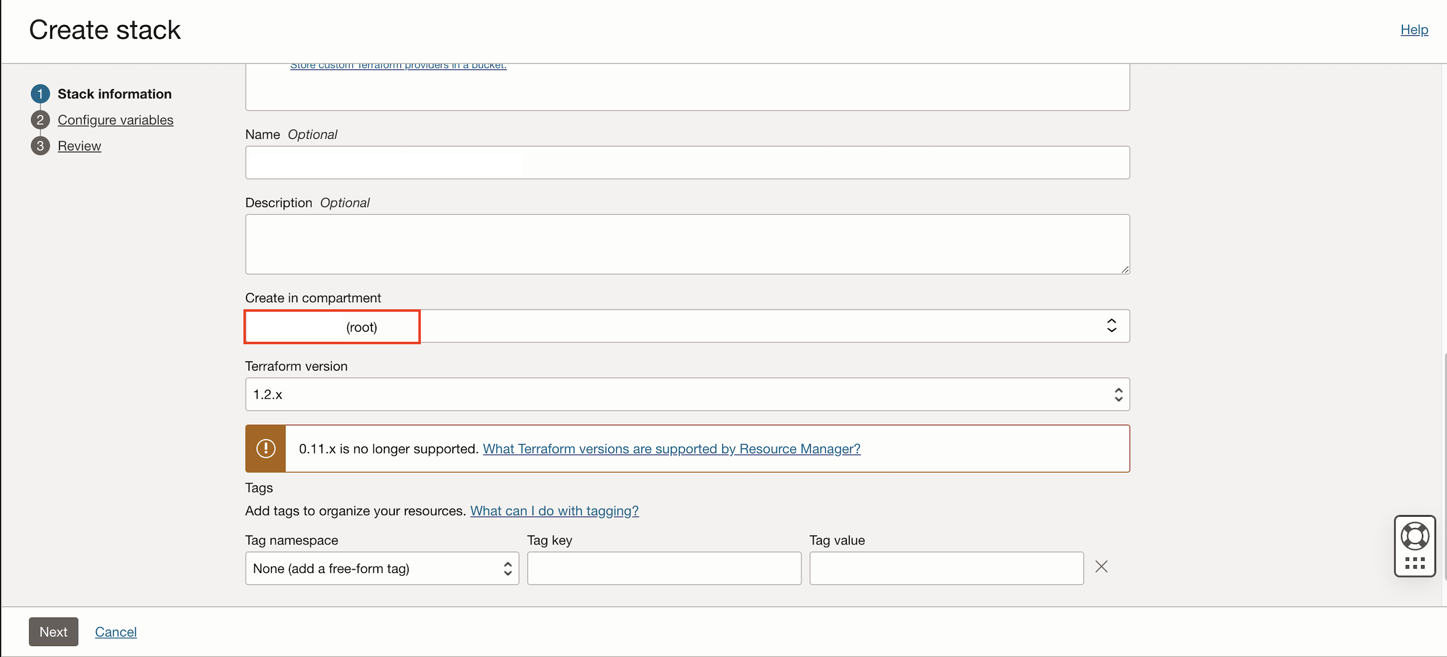 Create stack
Help
1 Stack information
2 Configure variables
3 Review
Store custom Terraform providers in a bucket.
Name Optional
Description Optional
Create in compartment
(root)
Terraform version
1.2.x
0.11.x is no longer supported. What Terraform versions are supported by Resource Manager?
Tags
Add tags to organize your resources. What can I do with tagging?
Tag namespace Tag key Tag value
None (add a free-form tag)
Next Cancel